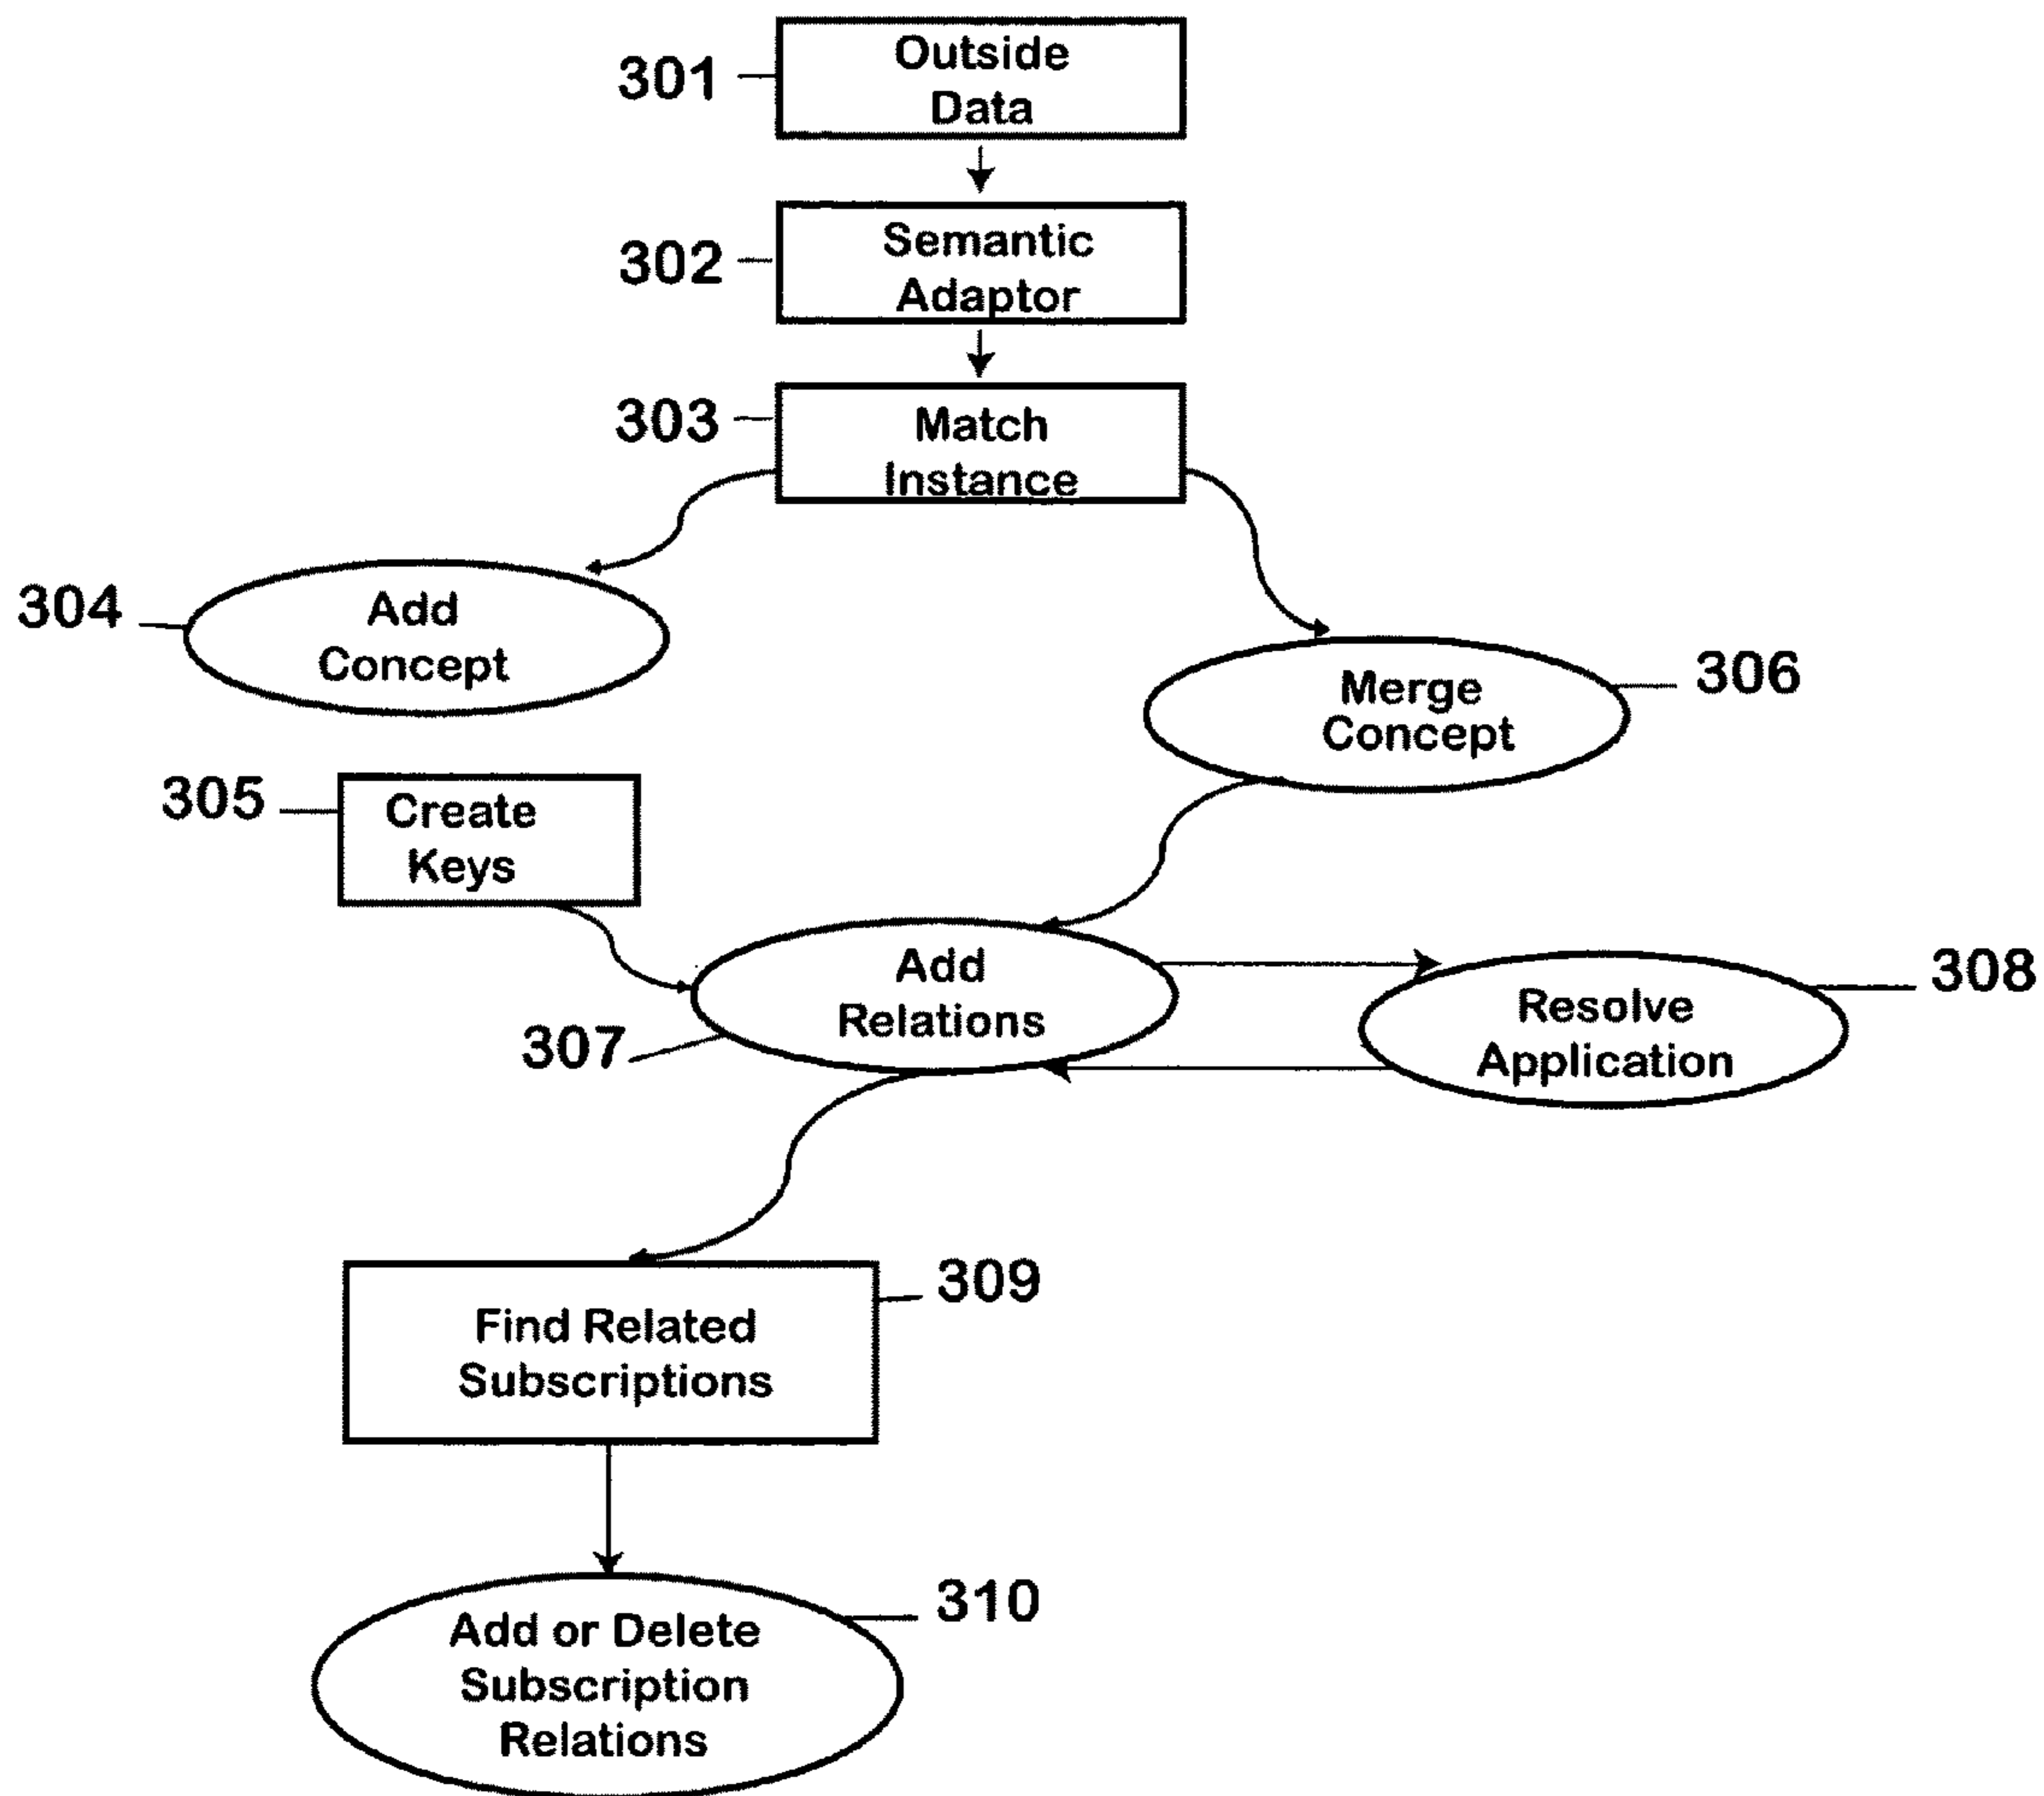 301
Outside
Data
302
Semantic
Adaptor
303
Match
Instance
304
Add
Concept
306
Merge
Concept
305
Create
Keys
307
Add
Relations
308
Resolve
Application
309
Find Related
Subscriptions
310
Add or Delete
Subscription
Relations